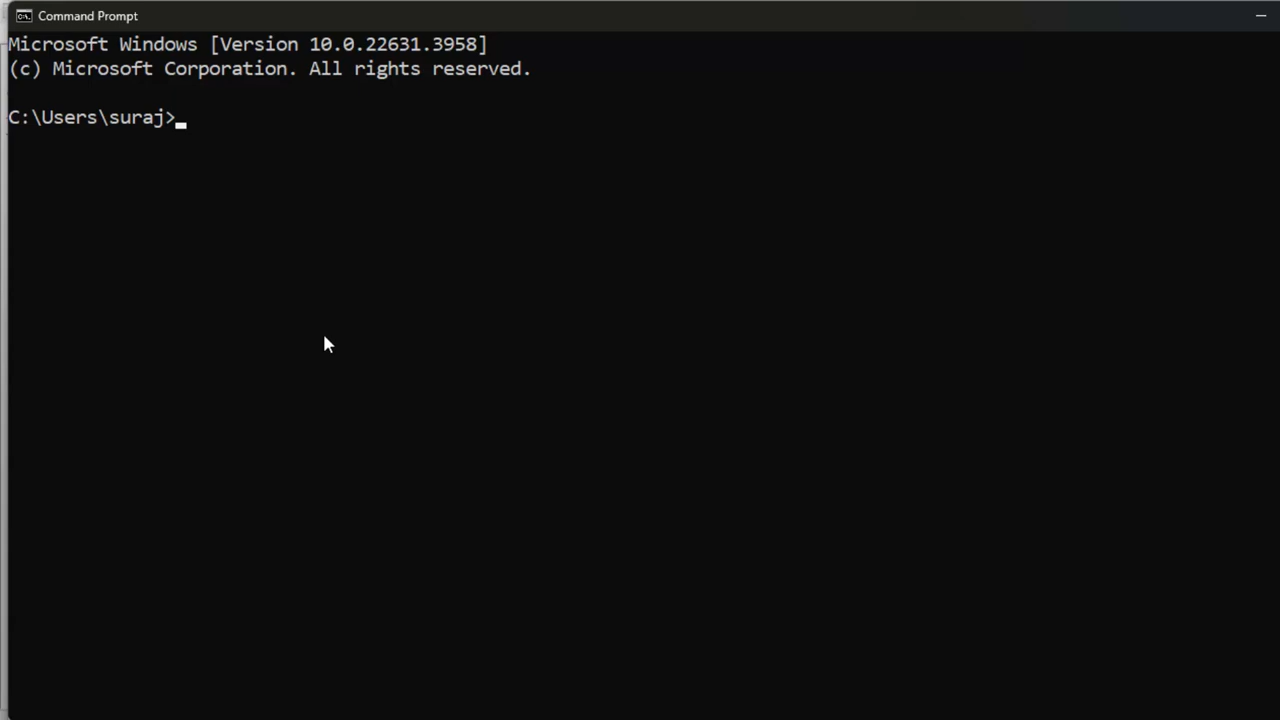 Command Prompt
Microsoft Windows [Version 10.0.22631.3958]
(c) Microsoft Corporation. All rights reserved.
C:\Users\suraj>